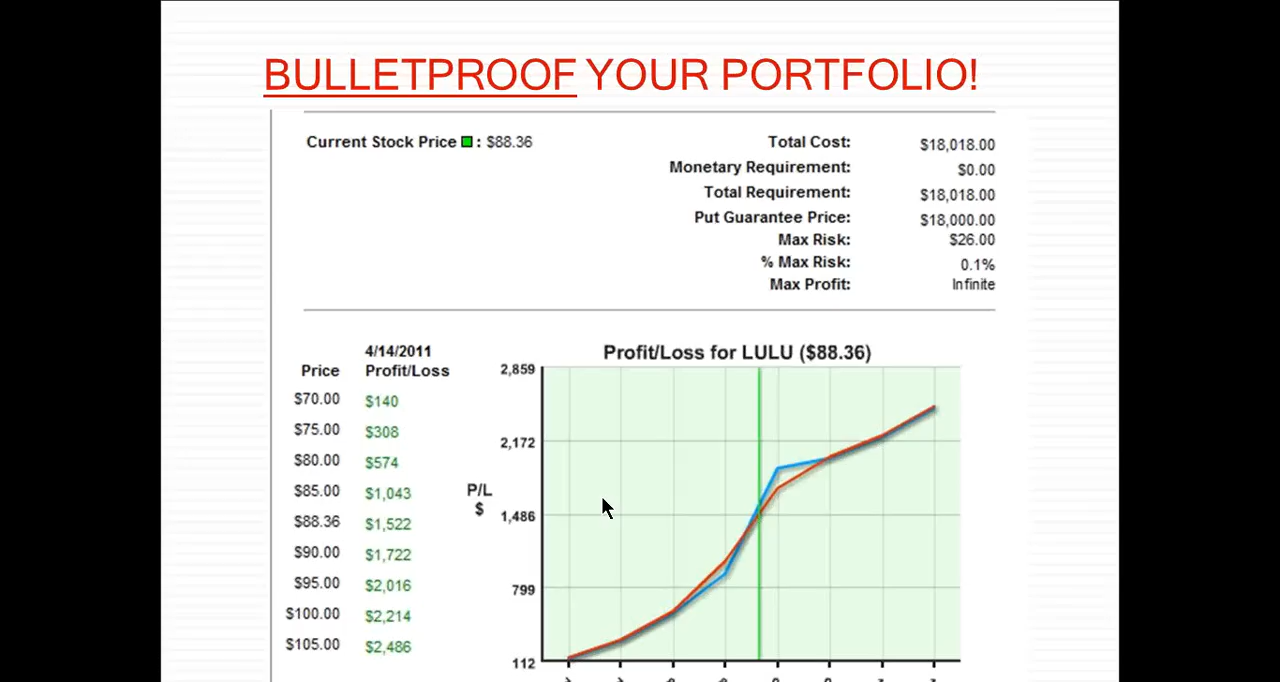 BULLETPROOF YOUR PORTFOLIO!
Current Stock Price : $88.36
Total Cost: $18,018.00
Monetary Requirement: $0.00
Total Requirement: $18,018.00
Put Guarantee Price: $18,000.00
Max Risk: $26.00
% Max Risk: 0.1%
Max Profit: Infinite
4/14/2011
Price Profit/Loss
$70.00 $140
$75.00 $308
$80.00 $574
$85.00 $1,043
$88.36 $1,522
$90.00 $1,722
$95.00 $2,016
$100.00 $2,214
$105.00 $2,486
Profit/Loss for LULU ($88.36)
P/L
$
2,859
2,172
1,486
799
112